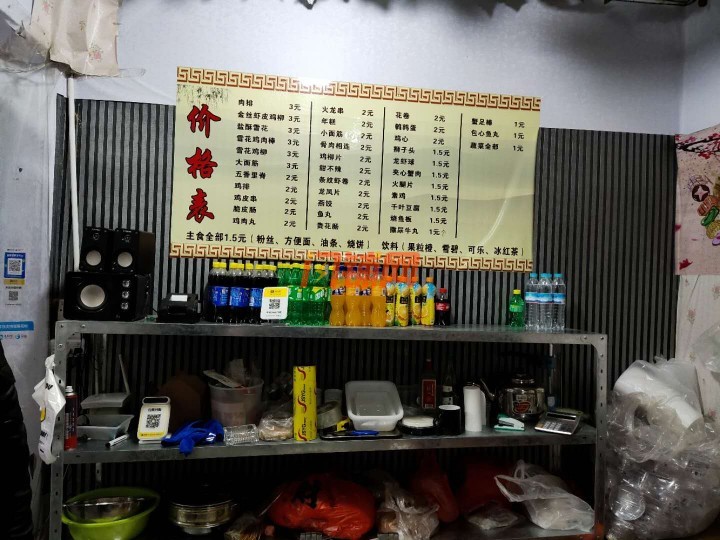 价格表
肉排 3元
金丝虾皮鸡柳 3元
盐酥雪花 3元
雪花鸡肉棒 3元
雪花鸡柳 3元
大面筋 3元
五香里脊 2元
鸡排 2元
鸡皮串 2元
脆皮肠 2元
鸡肉丸 2元
火龙串 2元
年糕 2元
小面筋 2元
骨肉相连 2元
鸡柳片 2元
甜不辣 2元
条纹虾卷 2元
龙凤片 2元
燕饺 2元
鱼丸 2元
香花肠 2元
花卷 2元
鹌鹑蛋 2元
鸡心 2元
狮子头 1.5元
龙虾球 1.5元
夹心蟹肉 1.5元
火腿片 1.5元
素鸡 1.5元
千叶豆腐 1.5元
鳕鱼板 1.5元
撒尿牛丸 1元
蟹足棒 1元
包心鱼丸 1元
蔬菜全部 1元
主食全部1.5元（粉丝、方便面、油条、烧饼） 饮料（果粒橙、雪碧、可乐、冰红茶）